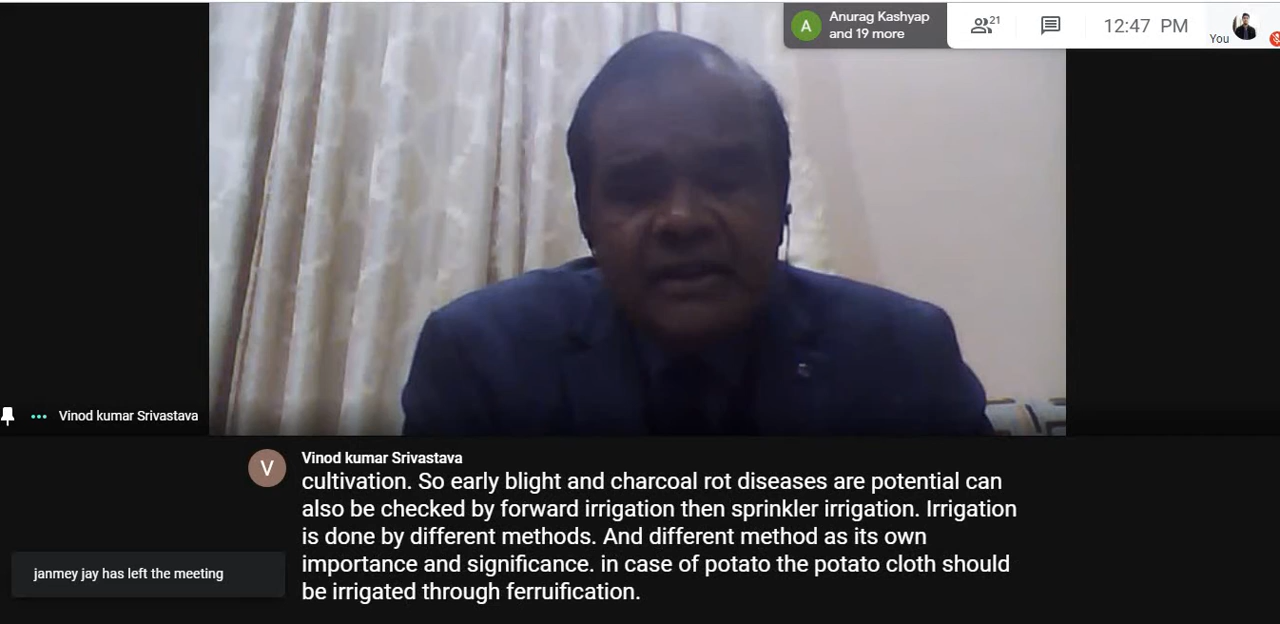 A
Anurag Kashyap
and 19 more
21
12:47 PM
You
Vinod kumar Srivastava
V
Vinod kumar Srivastava
cultivation. So early blight and charcoal rot diseases are potential can
also be checked by forward irrigation then sprinkler irrigation. Irrigation
is done by different methods. And different method as its own
importance and significance. in case of potato the potato cloth should
be irrigated through ferruification.
janmey jay has left the meeting